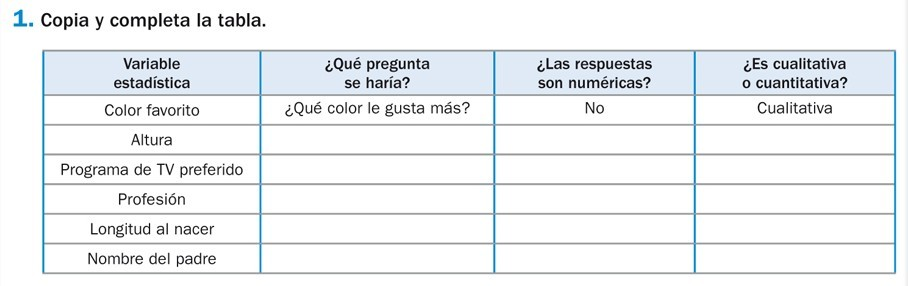 1. Copia y completa la tabla.
Variable estadística ¿Qué pregunta se haría? ¿Las respuestas son numéricas? ¿Es cualitativa o cuantitativa?
Color favorito ¿Qué color le gusta más? No Cualitativa
Altura
Programa de TV preferido
Profesión
Longitud al nacer
Nombre del padre